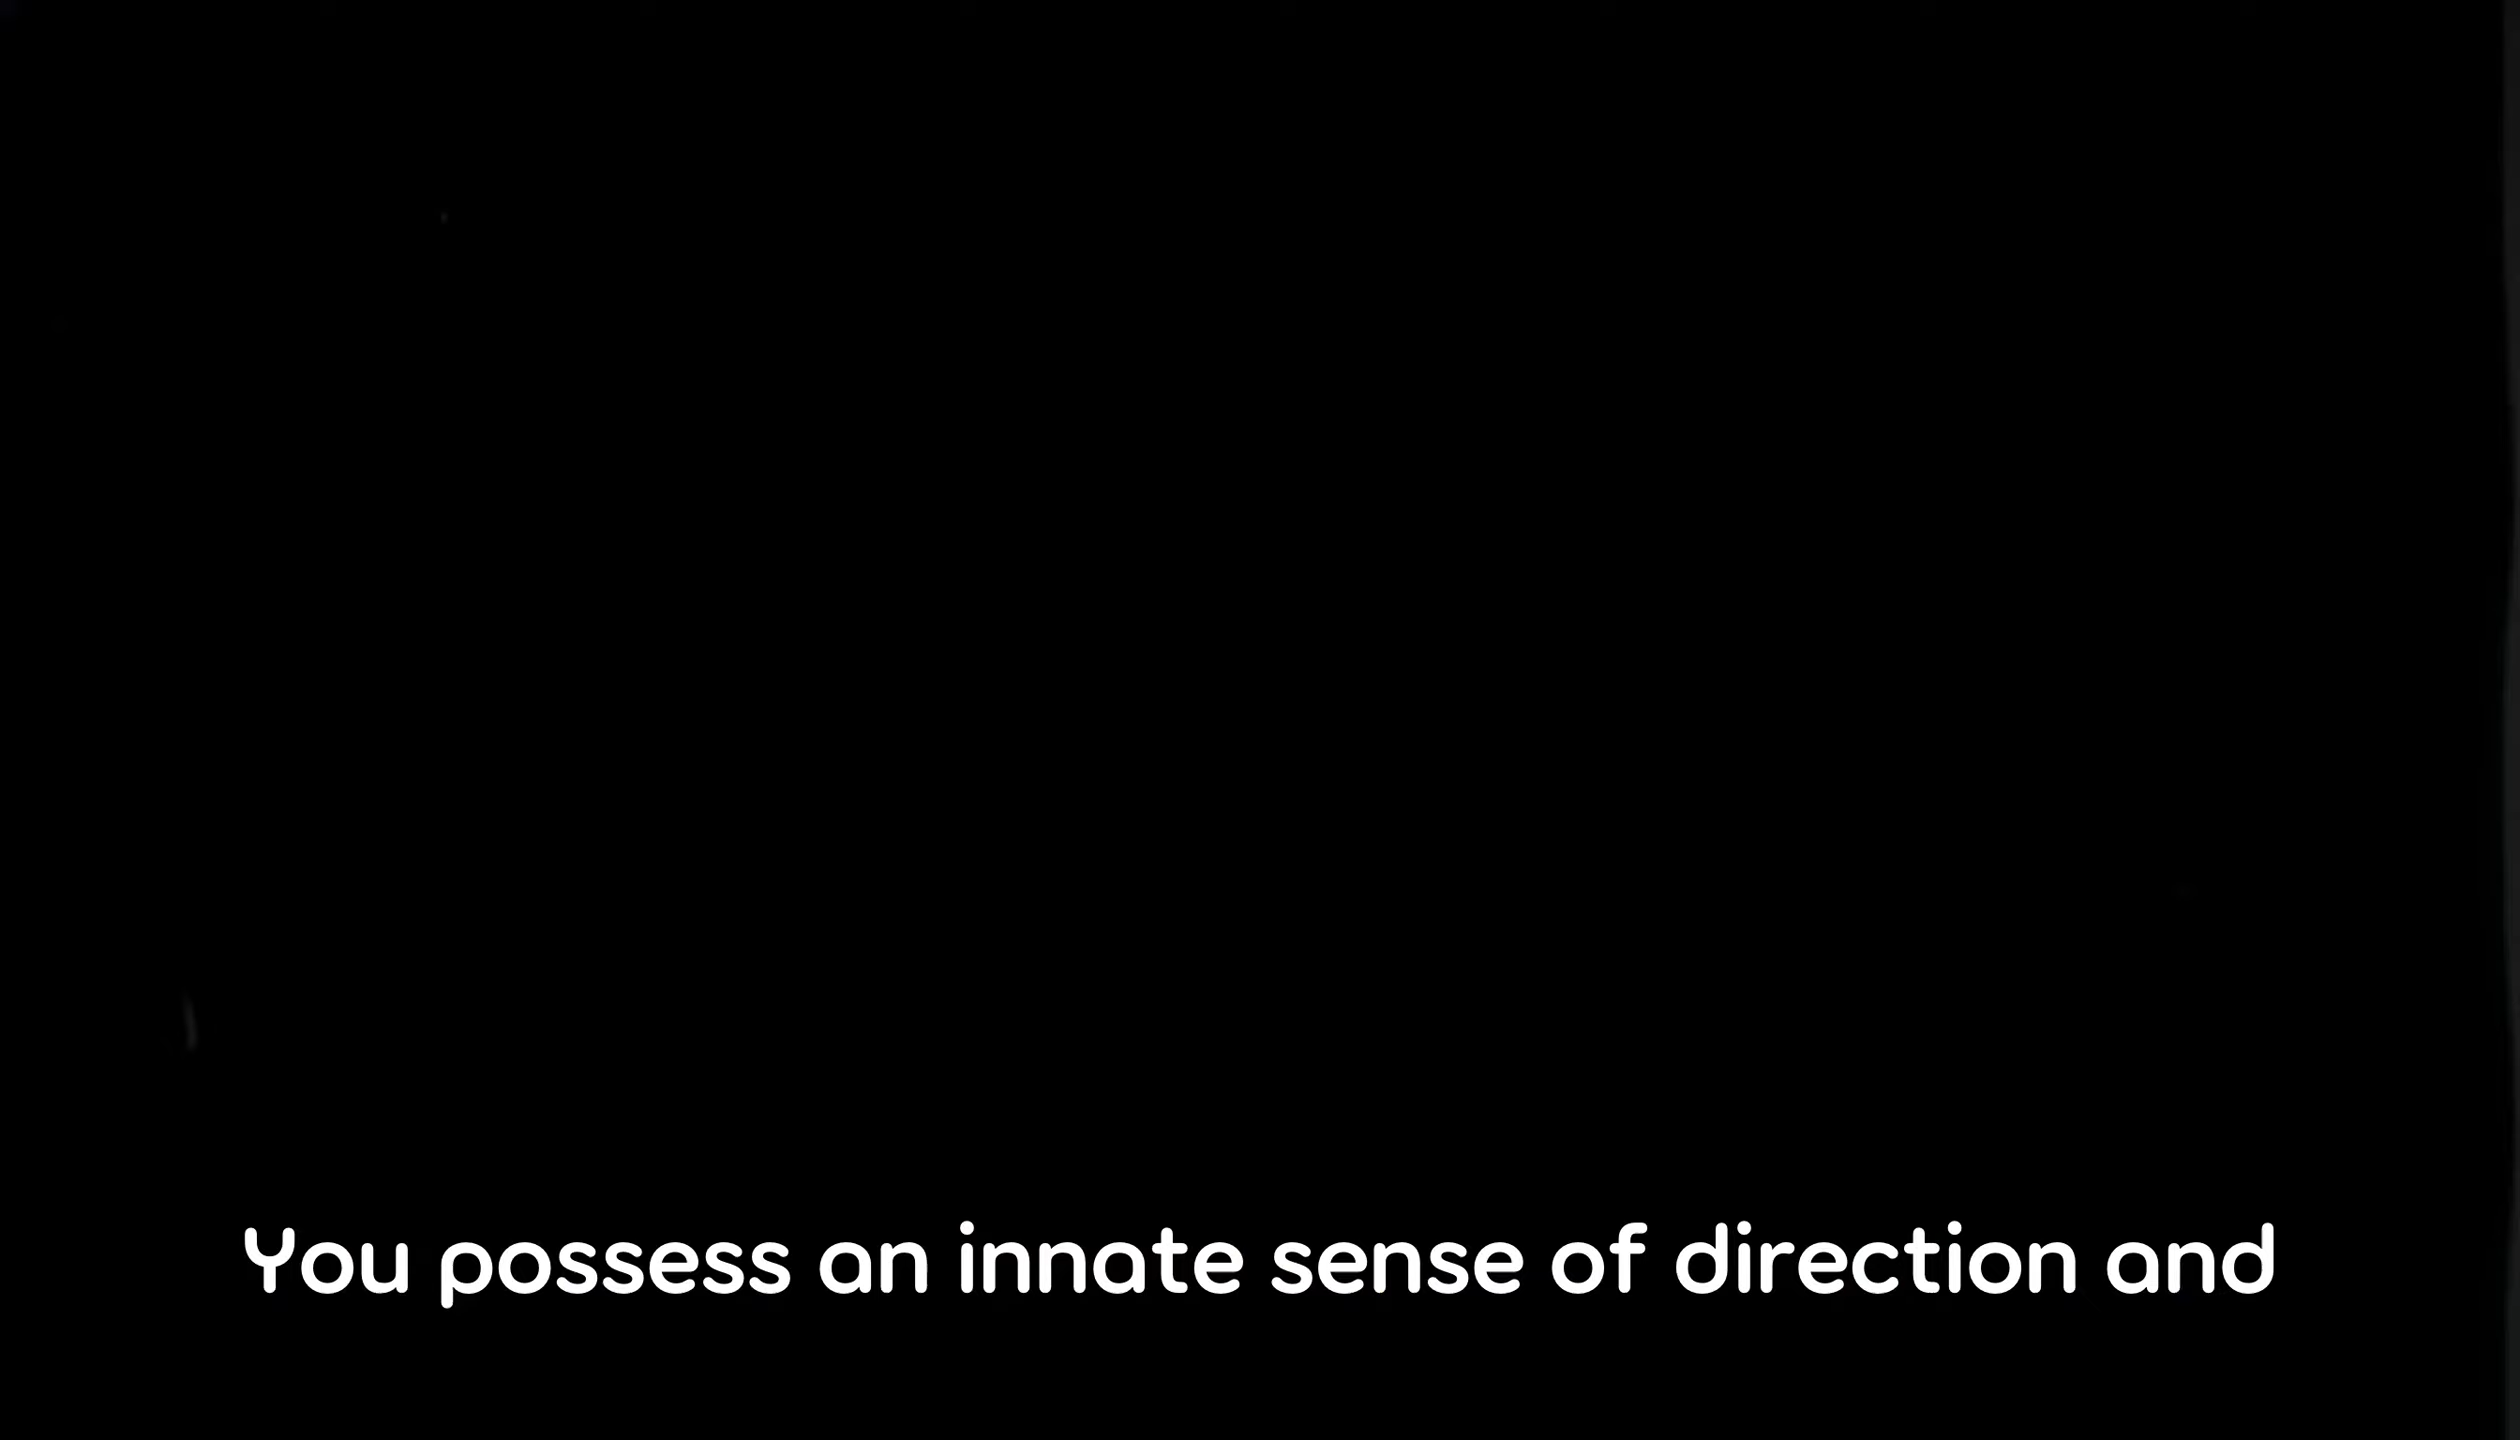 You possess an innate sense of direction and